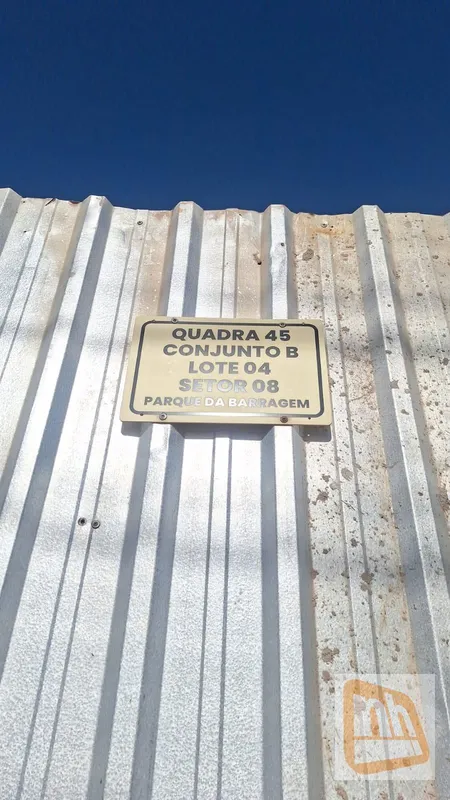 QUADRA 45
CONJUNTO B
LOTE 04
SETOR 08
PARQUE DA BARRAGEM